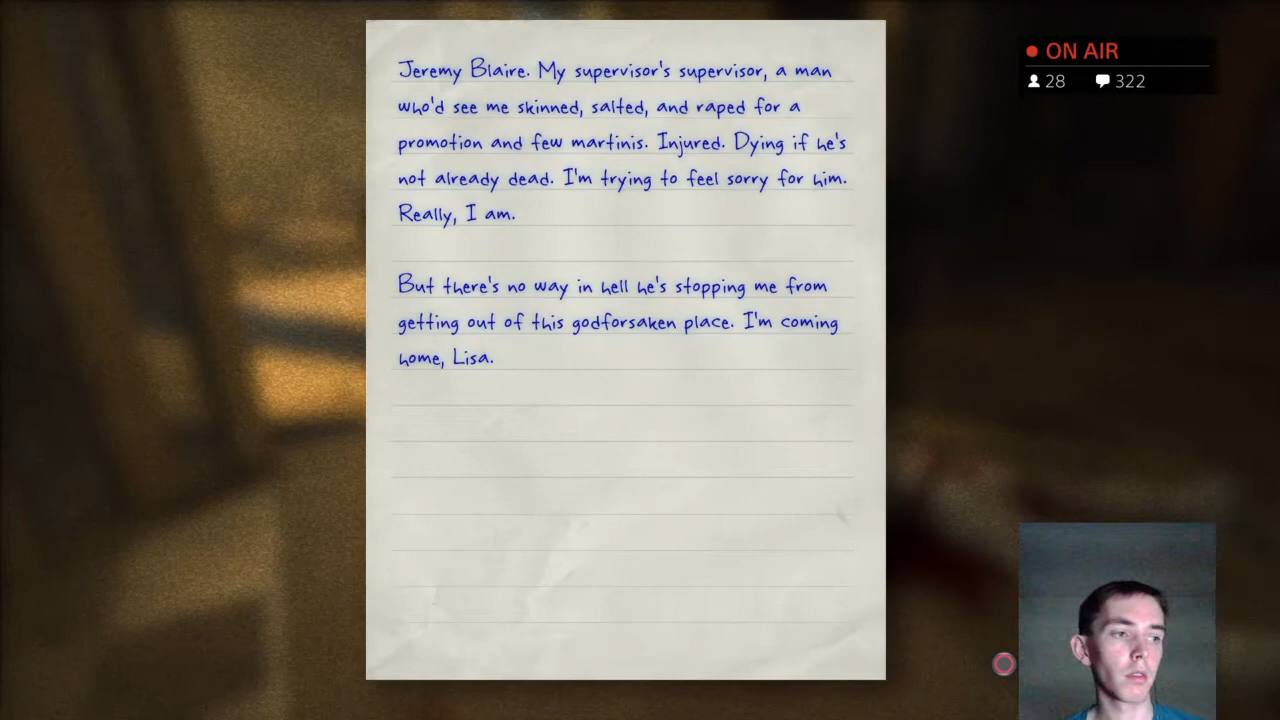 Jeremy Blaire. My supervisor's supervisor, a man
who'd see me skinned, salted, and raped for a
promotion and few martinis. Injured. Dying if he's
not already dead. I'm trying to feel sorry for him.
Really, I am.
But there's no way in hell he's stopping me from
getting out of this godforsaken place. I'm coming
home, Lisa.
ON AIR
28 322